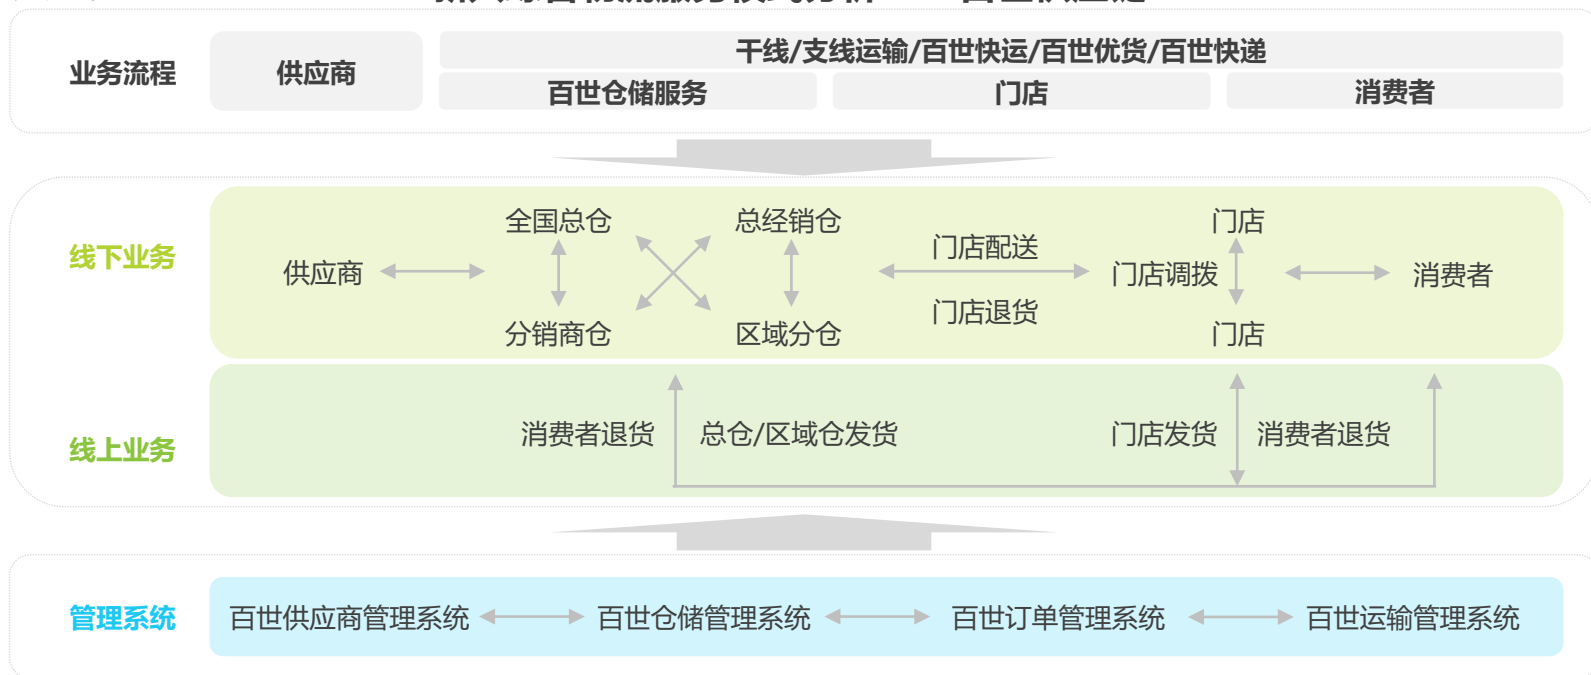 业务流程
供应商
干线/支线运输/百世快运/百世优货/百世快递
百世仓储服务
门店
消费者
线下业务
供应商
全国总仓
总经销仓
分销商仓
区域分仓
门店配送
门店退货
门店
门店调拨
门店
消费者
线上业务
消费者退货
总仓/区域仓发货
门店发货
消费者退货
管理系统
百世供应商管理系统
百世仓储管理系统
百世订单管理系统
百世运输管理系统